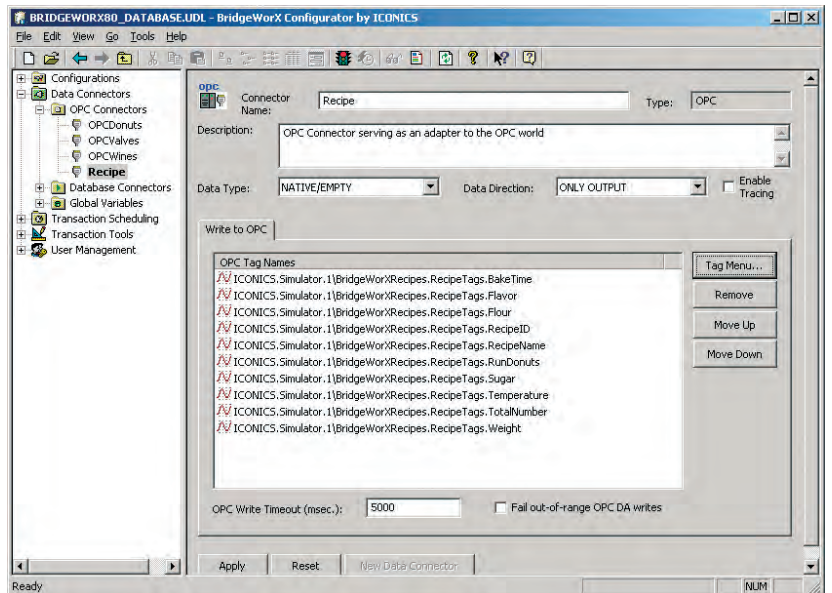 BRIDGEWORX80_DATABASE.UDL - BridgeWorX Configurator by ICONICS
File Edit View Go Tools Help
Configurations
Data Connectors
OPC Connectors
OPCDonuts
OPCValves
OPCWines
Recipe
Database Connectors
Global Variables
Transaction Scheduling
Transaction Tools
User Management
opc
Connector Name:
Recipe
Type:
OPC
Description:
OPC Connector serving as an adapter to the OPC world
Data Type:
NATIVE/EMPTY
Data Direction:
ONLY OUTPUT
Enable Tracing
Write to OPC
OPC Tag Names
ICONICS.Simulator.1\BridgeWorXRecipes.RecipeTags.BakeTime
ICONICS.Simulator.1\BridgeWorXRecipes.RecipeTags.Flavor
ICONICS.Simulator.1\BridgeWorXRecipes.RecipeTags.Flour
ICONICS.Simulator.1\BridgeWorXRecipes.RecipeTags.RecipeID
ICONICS.Simulator.1\BridgeWorXRecipes.RecipeTags.RecipeName
ICONICS.Simulator.1\BridgeWorXRecipes.RecipeTags.RunDonuts
ICONICS.Simulator.1\BridgeWorXRecipes.RecipeTags.Sugar
ICONICS.Simulator.1\BridgeWorXRecipes.RecipeTags.Temperature
ICONICS.Simulator.1\BridgeWorXRecipes.RecipeTags.TotalNumber
ICONICS.Simulator.1\BridgeWorXRecipes.RecipeTags.Weight
Tag Menu...
Remove
Move Up
Move Down
OPC Write Timeout (msec.):
5000
Fail out-of-range OPC DA writes
Apply
Reset
New Data Connector
Ready
NUM